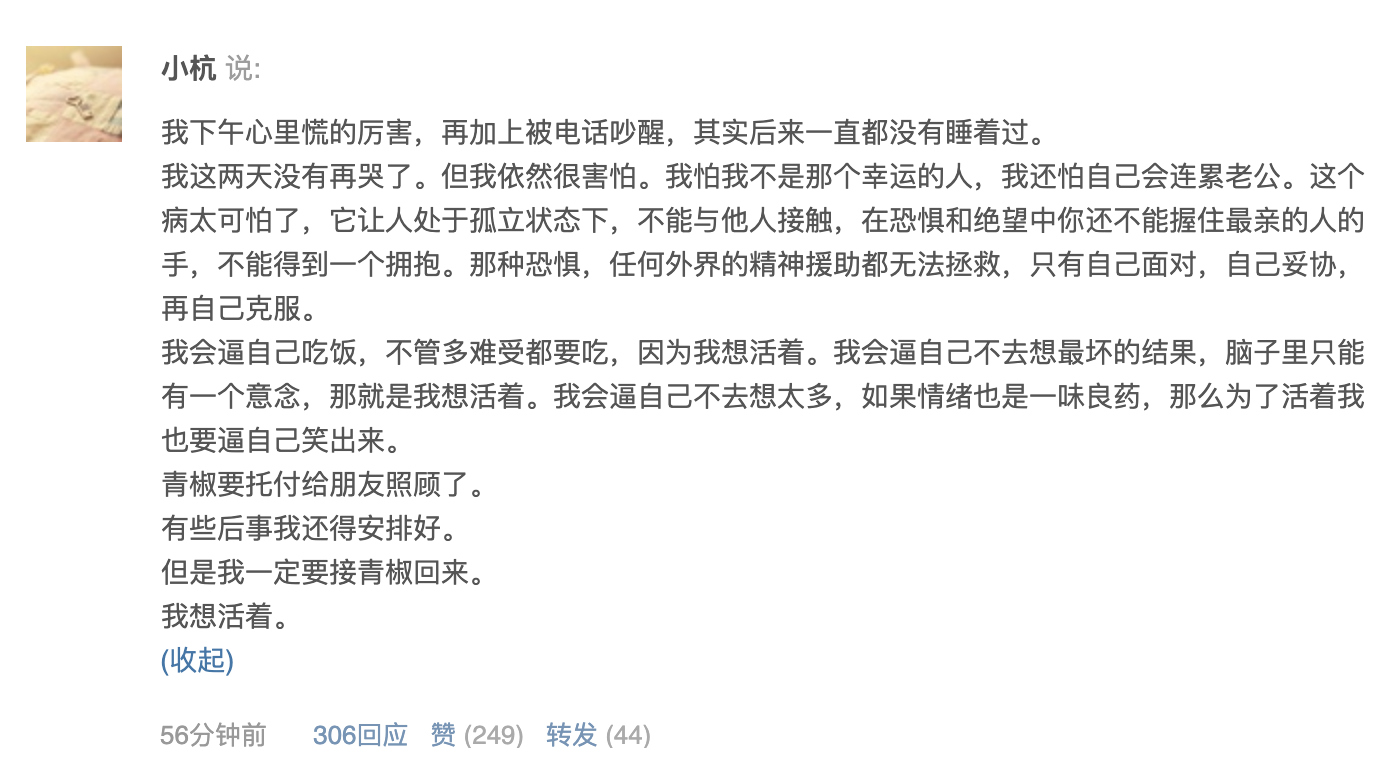 小杭 说:
我下午心里慌的厉害，再加上被电话吵醒，其实后来一直都没有睡着过。
我这两天没有再哭了。但我依然很害怕。我怕我不是那个幸运的人，我还怕自己会连累老公。这个
病太可怕了，它让人处于孤立状态下，不能与他人接触，在恐惧和绝望中你还不能握住最亲的人的
手，不能得到一个拥抱。那种恐惧，任何外界的精神援助都无法拯救，只有自己面对，自己妥协，
再自己克服。
我会逼自己吃饭，不管多难受都要吃，因为我想活着。我会逼自己不去想最坏的结果，脑子里只能
有一个意念，那就是我想活着。我会逼自己不去想太多，如果情绪也是一味良药，那么为了活着我
也要逼自己笑出来。
青椒要托付给朋友照顾了。
有些后事我还得安排好。
但是我一定要接青椒回来。
我想活着。
(收起)
56分钟前 306回应 赞 (249) 转发 (44)